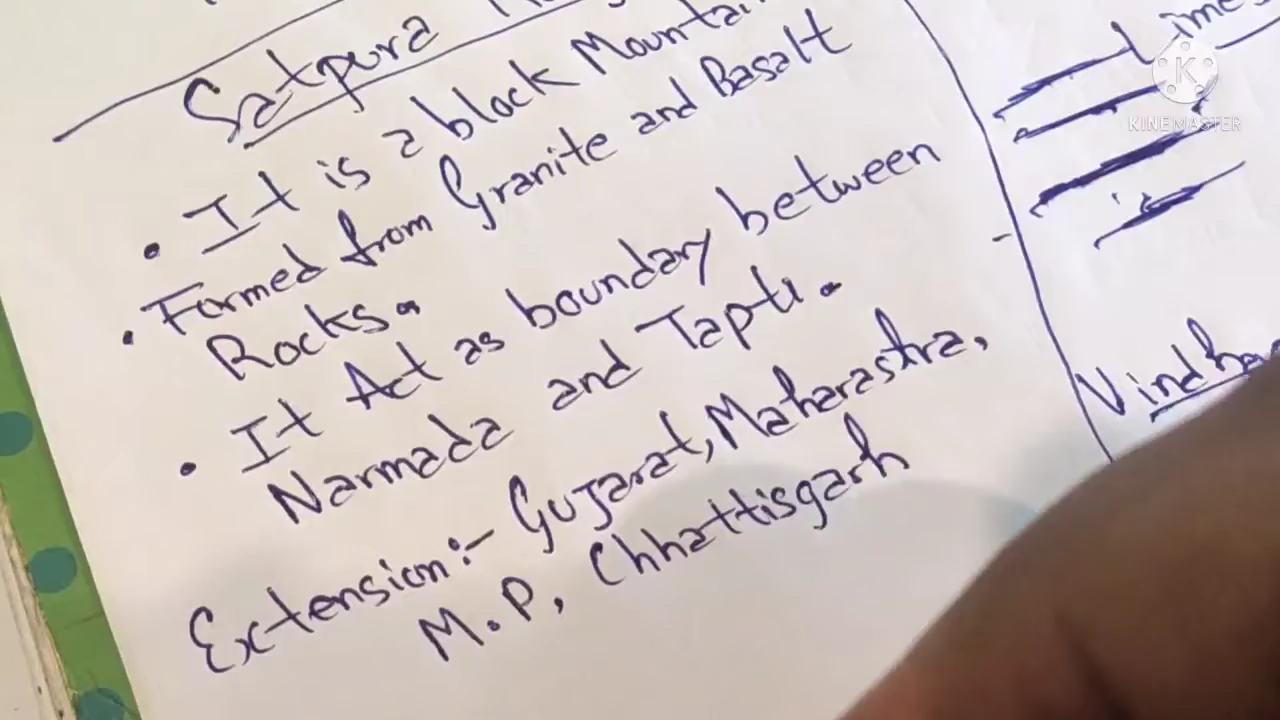 Satpura
• It is a block Mountain
• Formed from Granite and Basalt
Rocks.
• It Act as boundary between
Narmada and Tapti.
Extension:- Gujarat, Maharastra,
M.P, Chhattisgarh
KINEMASTER